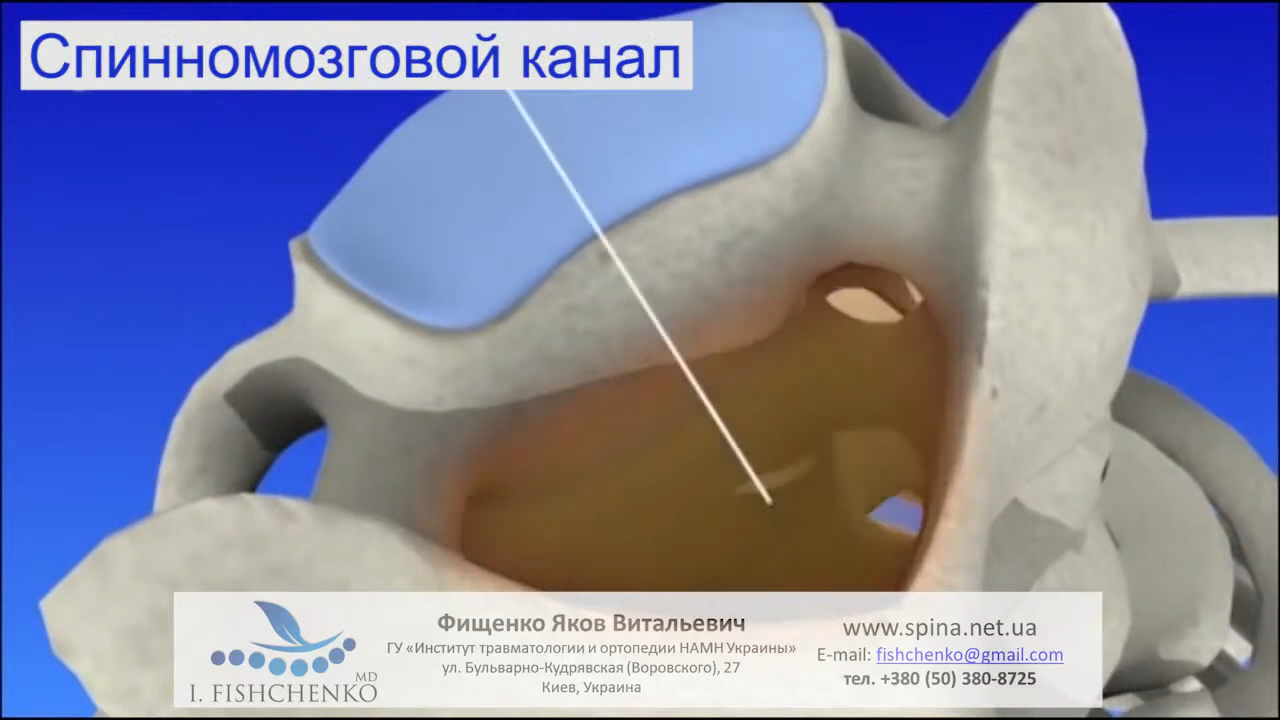 Спинномозговой канал
MD
I. FISHCHENKO
Фищенко Яков Витальевич
ГУ «Институт травматологии и ортопедии НАМН Украины»
ул. Бульварно-Кудрявская (Воровского), 27
Киев, Украина
www.spina.net.ua
E-mail: fishchenko@gmail.com
тел. +380 (50) 380-8725